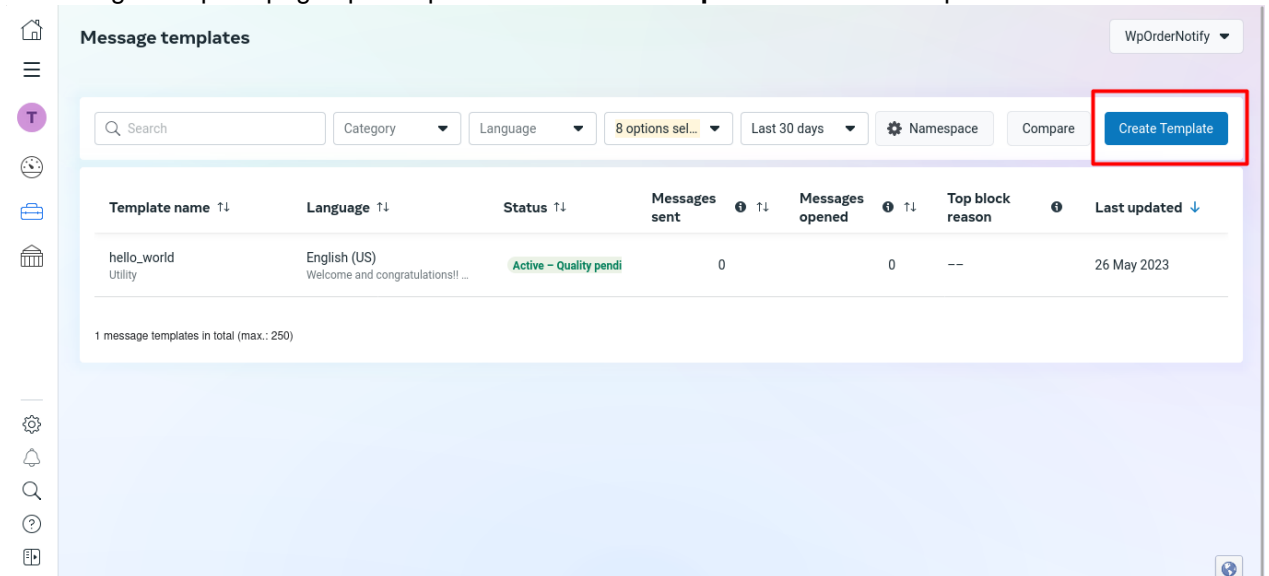 Message templates
WpOrderNotify
T
Search
Category
Language
8 options sel...
Last 30 days
Namespace
Compare
Create Template
Template name ↑↓
Language ↑↓
Status ↑↓
Messages sent ↑↓
Messages opened ↑↓
Top block reason
Last updated ↓
hello_world
English (US)
Active – Quality pendi
0
0
––
26 May 2023
Utility
Welcome and congratulations!! ...
1 message templates in total (max.: 250)